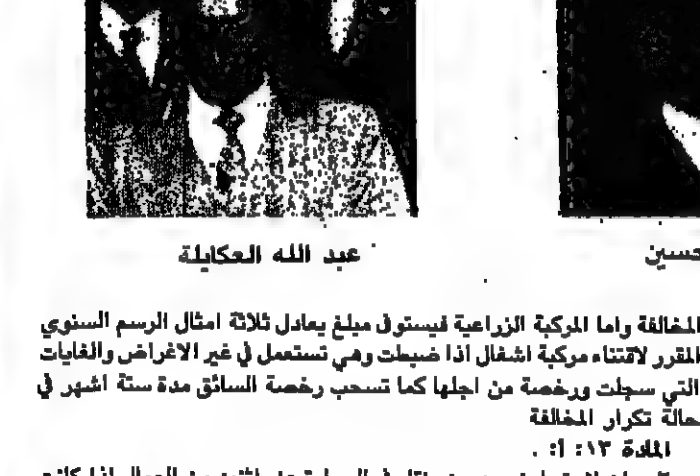 عبد الله العكايلة
حسين
المخالفة واما المركبة الزراعية فيستوفى مبلغ يعادل ثلاثة امثال الرسم السنوي
المقرر لاقتناء مركبة اشغال اذا ضبطت وهي تستعمل في غير الاغراض والغايات
التي سجلت ورخصة من اجلها كما تسحب رخصة السائق مدة ستة اشهر في
حالة تكرار المخالفة
المادة ١٣: أ: .